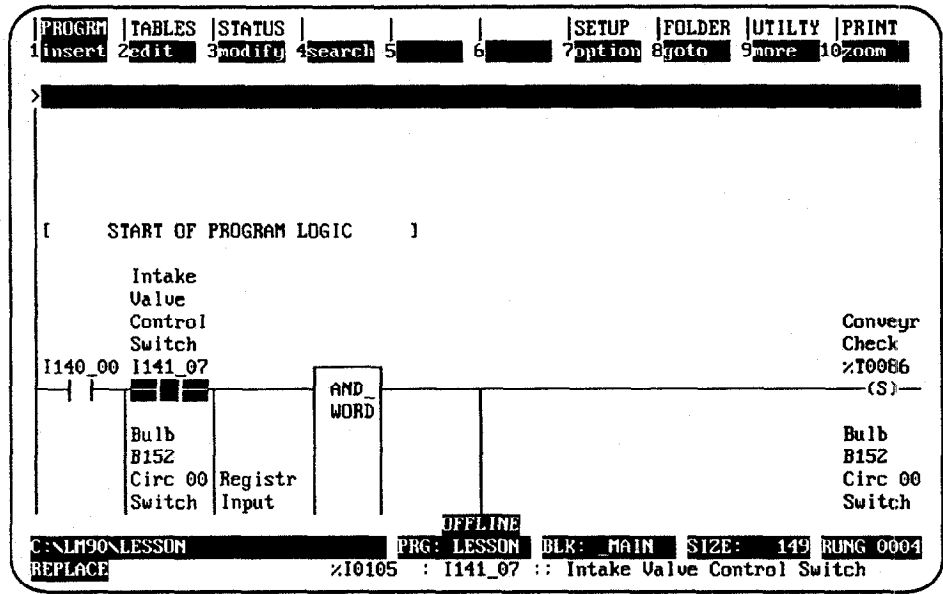 |PROGRM |TABLES |STATUS | | | |SETUP |FOLDER |UTILTY |PRINT
1insert 2edit 3modify 4search 5 6 7option 8goto 9more 10zoom
>
[ START OF PROGRAM LOGIC ]
Intake
Value
Control
Switch
Conveyr
Check
I140_00 I141_07 %T0086
AND_
WORD
(S)
Bulb
B152
Circ 00
Switch
Registr
Input
Bulb
B152
Circ 00
Switch
OFFLINE
C:\LM90\LESSON PRG: LESSON BLK: _MAIN SIZE: 149 RUNG 0004
REPLACE %I0105 : I141_07 :: Intake Value Control Switch